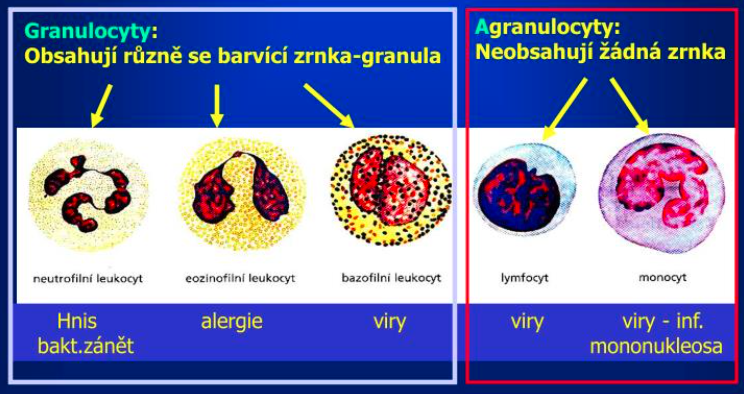 Granulocyty:
Obsahují různě se barvící zrnka-granula
Agranulocyty:
Neobsahují žádná zrnka
neutrofilní leukocyt
eozinofilní leukocyt
bazofilní leukocyt
lymfocyt
monocyt
Hnis
bakt.zánět
alergie
viry
viry
viry - inf.
mononukleosa